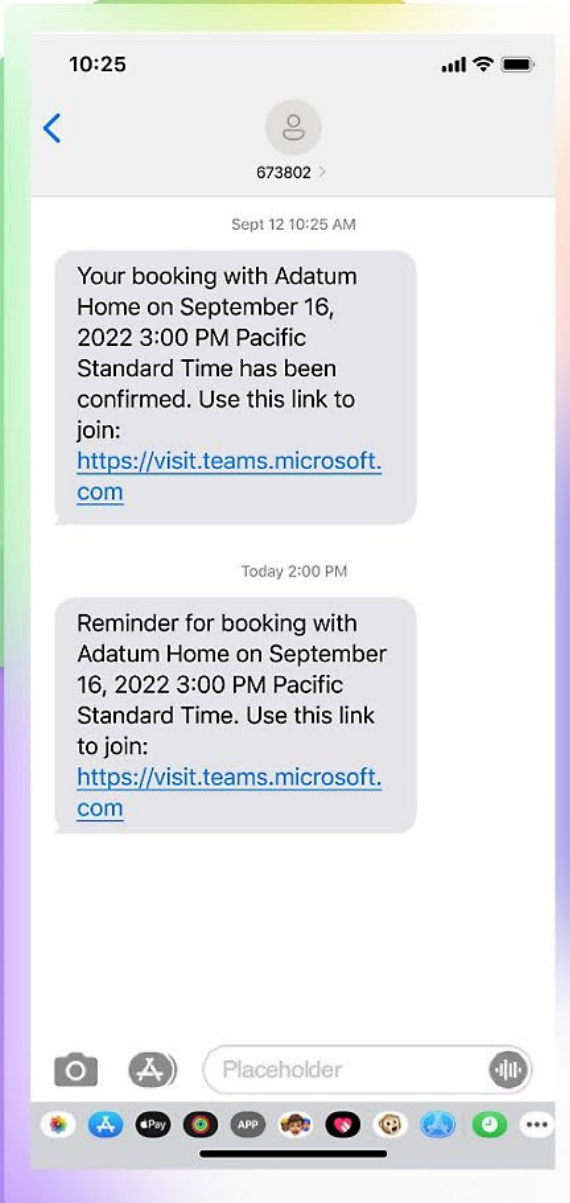 10:25
673802
Sept 12 10:25 AM
Your booking with Adatum
Home on September 16,
2022 3:00 PM Pacific
Standard Time has been
confirmed. Use this link to
join:
https://visit.teams.microsoft.
com
Today 2:00 PM
Reminder for booking with
Adatum Home on September
16, 2022 3:00 PM Pacific
Standard Time. Use this link
to join:
https://visit.teams.microsoft.
com
Placeholder
Pay
APP